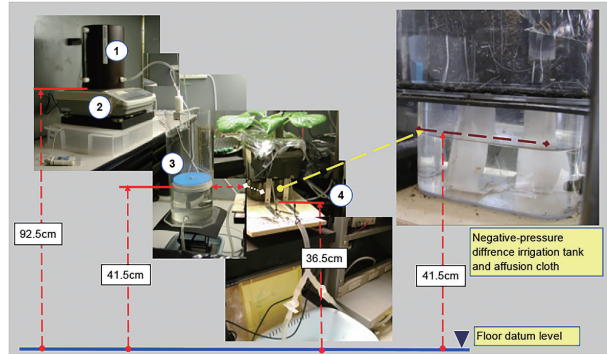 1
2
3
4
92.5cm
41.5cm
36.5cm
41.5cm
Negative-pressure
diffrence irrigation tank
and affusion cloth
Floor datum level